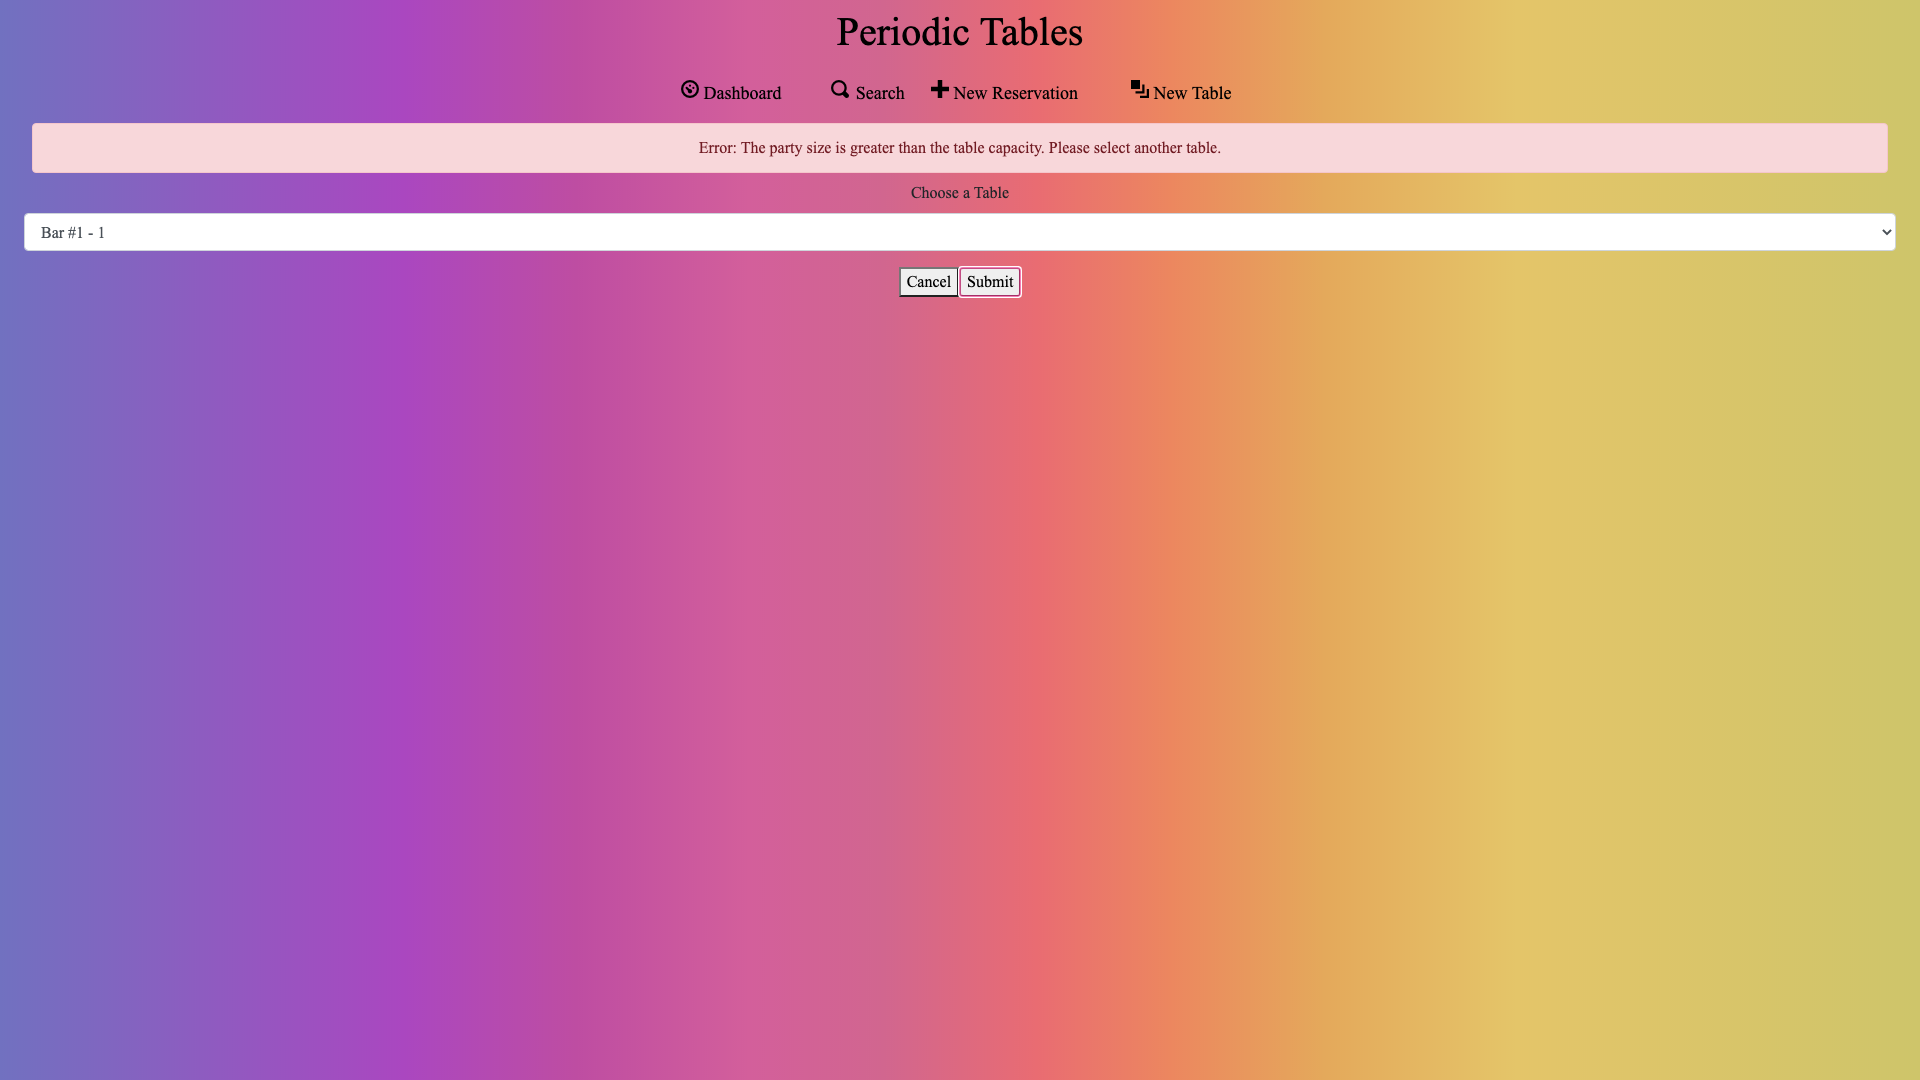 Periodic Tables
Dashboard Search New Reservation New Table
Error: The party size is greater than the table capacity. Please select another table.
Choose a Table
Bar #1 - 1
Cancel Submit